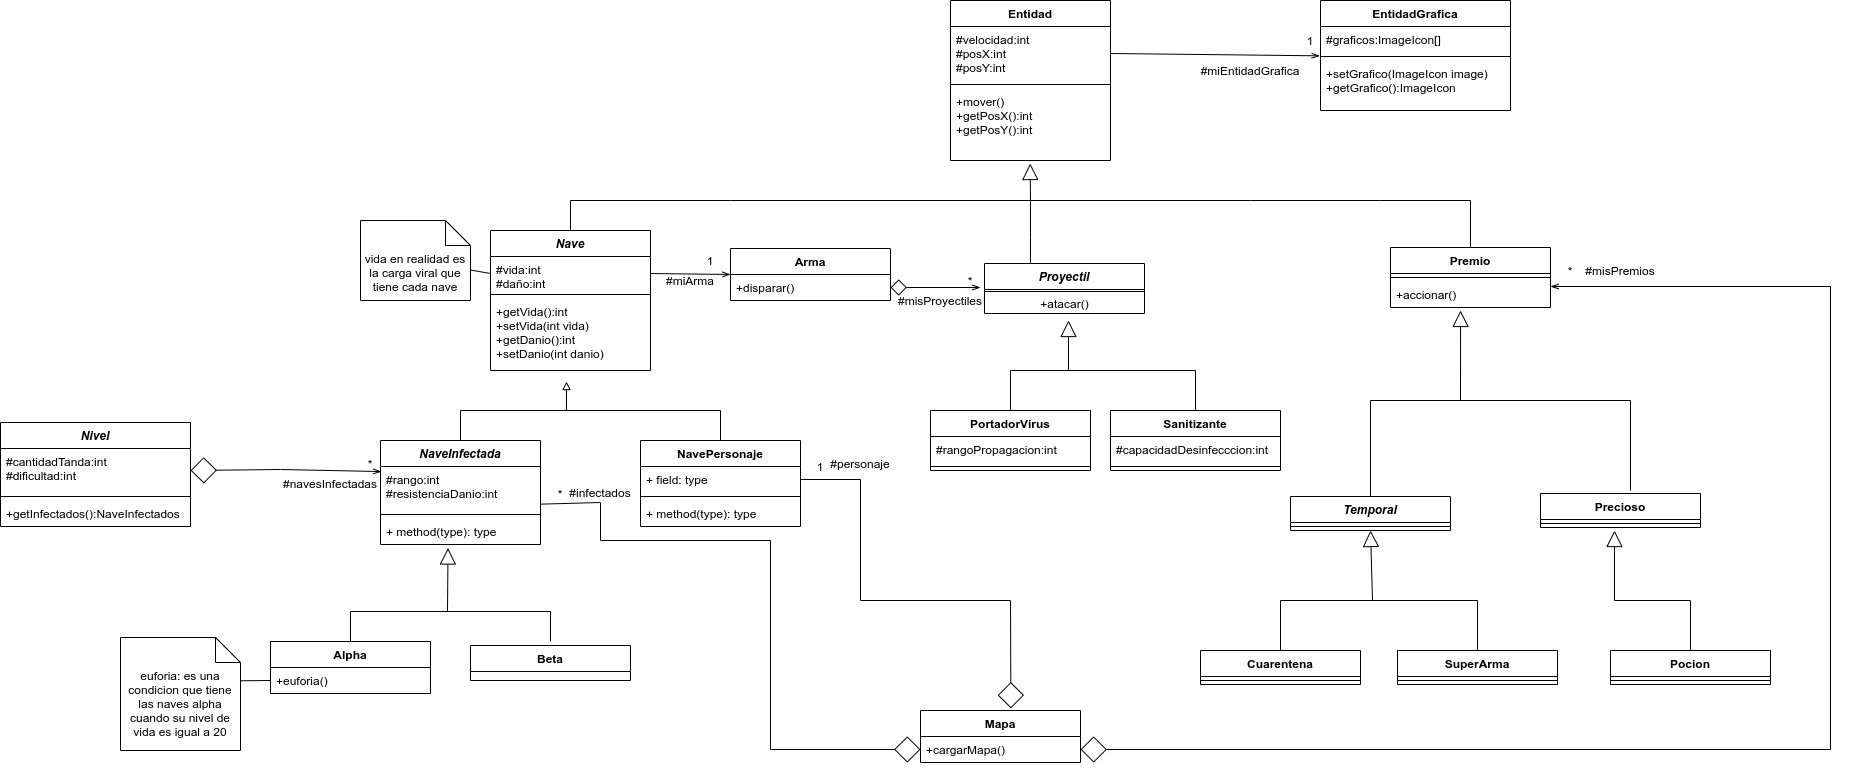 Entidad
#velocidad:int
#posX:int
#posY:int
+mover()
+getPosX():int
+getPosY():int
1
#miEntidadGrafica
EntidadGrafica
#graficos:ImageIcon[]
+setGrafico(ImageIcon image)
+getGrafico():ImageIcon
vida en realidad es
la carga viral que
tiene cada nave
Nave
#vida:int
#daño:int
+getVida():int
+setVida(int vida)
+getDanio():int
+setDanio(int danio)
1
#miArma
Arma
+disparar()
*
#misProyectiles
Proyectil
+atacar()
Premio
+accionar()
* #misPremios
Nivel
#cantidadTanda:int
#dificultad:int
+getInfectados():NaveInfectados
*
#navesInfectadas
NaveInfectada
#rango:int
#resistenciaDanio:int
+ method(type): type
* #infectados
NavePersonaje
+ field: type
+ method(type): type
1 #personaje
PortadorVirus
#rangoPropagacion:int
Sanitizante
#capacidadDesinfecccion:int
Temporal
Precioso
euforia: es una
condicion que tiene
las naves alpha
cuando su nivel de
vida es igual a 20
Alpha
+euforia()
Beta
Cuarentena
SuperArma
Pocion
Mapa
+cargarMapa()